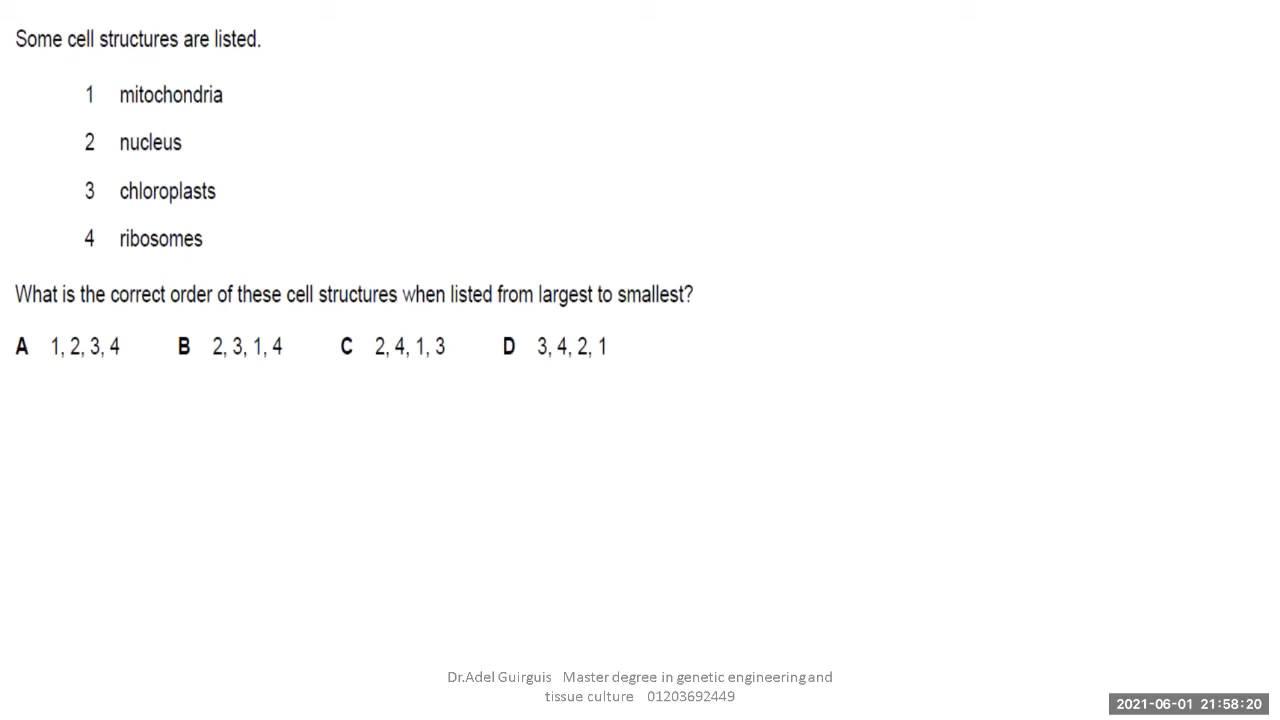 Some cell structures are listed.
1 mitochondria
2 nucleus
3 chloroplasts
4 ribosomes
What is the correct order of these cell structures when listed from largest to smallest?
A 1, 2, 3, 4 B 2, 3, 1, 4 C 2, 4, 1, 3 D 3, 4, 2, 1
Dr.Adel Guirguis Master degree in genetic engineering and
tissue culture 01203692449
2021-06-01 21:58:20